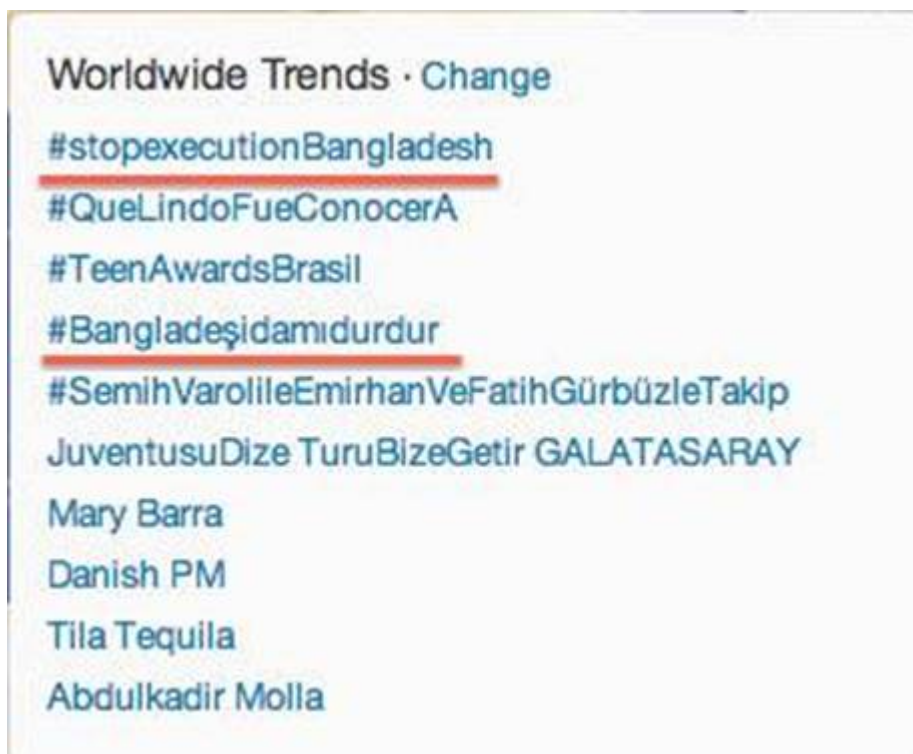 Worldwide Trends · Change
#stopexecutionBangladesh
#QueLindoFueConocerA
#TeenAwardsBrasil
#Bangladeşidamıdurdur
#SemihVarolileEmirhanVeFatihGürbüzleTakip
JuventusuDize TuruBizeGetir GALATASARAY
Mary Barra
Danish PM
Tila Tequila
Abdulkadir Molla